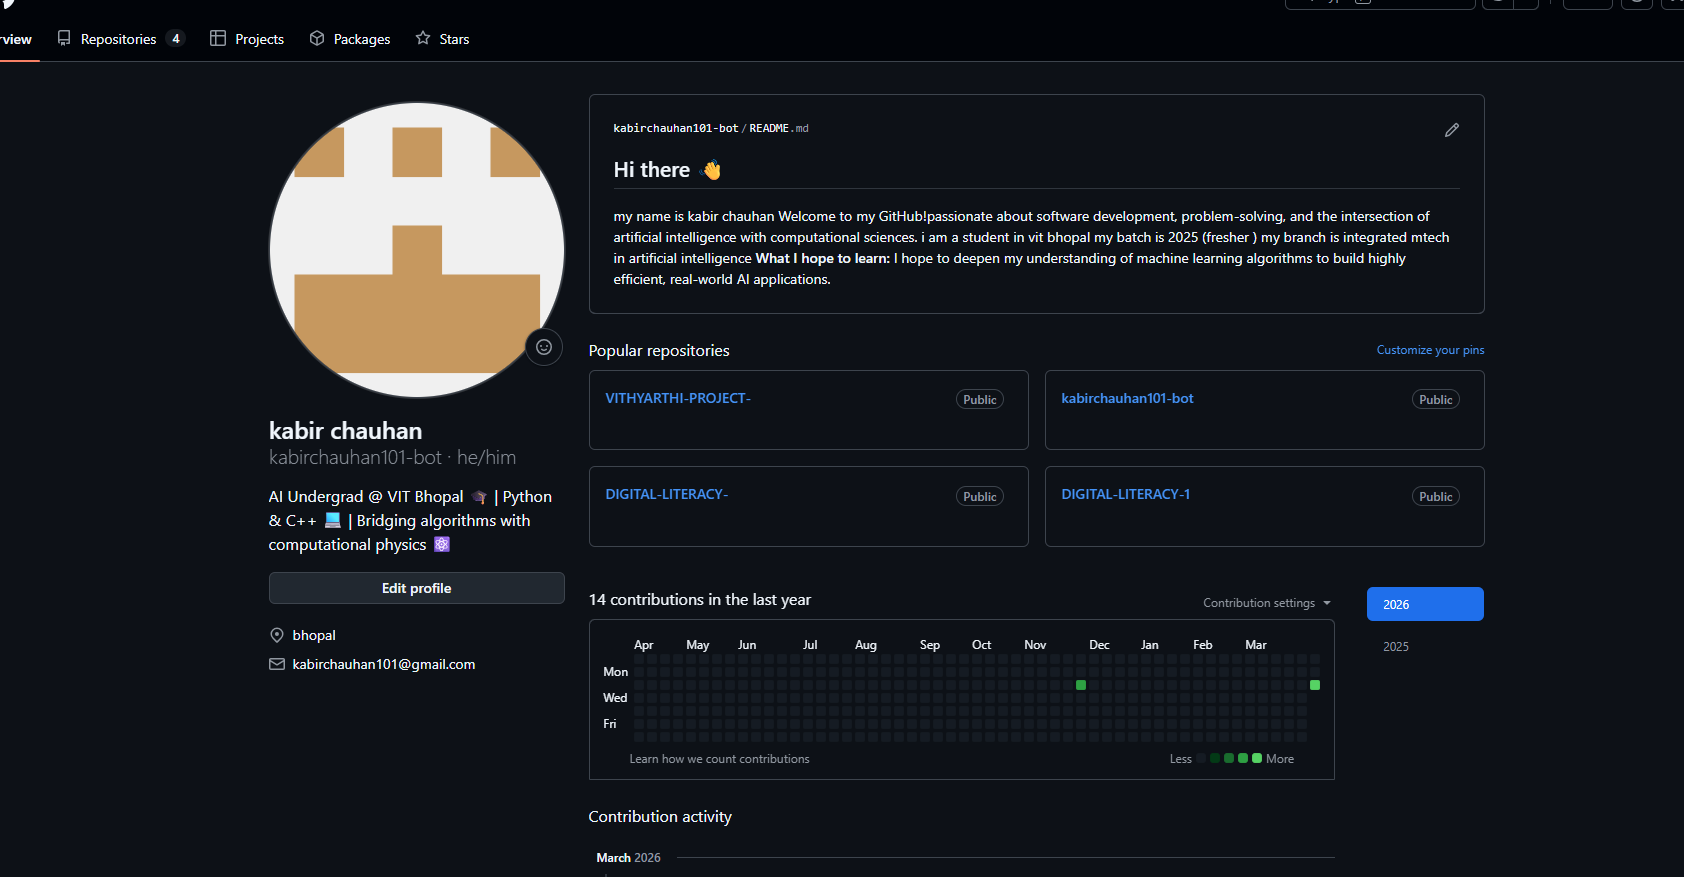 Repositories 4 Projects Packages Stars
kabirchauhan101-bot/README.md
Hi there 👋
my name is kabir chauhan Welcome to my GitHub!passionate about software development, problem-solving, and the intersection of
artificial intelligence with computational sciences. i am a student in vit bhopal my batch is 2025 (fresher ) my branch is integrated mtech
in artificial intelligence What I hope to learn: I hope to deepen my understanding of machine learning algorithms to build highly
efficient, real-world AI applications.
kabir chauhan
kabirchauhan101-bot · he/him
AI Undergrad @ VIT Bhopal 🎓 | Python
& C++ 💻 | Bridging algorithms with
computational physics ⚛️
Edit profile
bhopal
kabirchauhan101@gmail.com
Popular repositories
Customize your pins
VITHYARTHI-PROJECT- Public
kabirchauhan101-bot Public
DIGITAL-LITERACY- Public
DIGITAL-LITERACY-1 Public
14 contributions in the last year
Contribution settings
2026
2025
Apr May Jun Jul Aug Sep Oct Nov Dec Jan Feb Mar
Mon
Wed
Fri
Learn how we count contributions
Less More
Contribution activity
March 2026